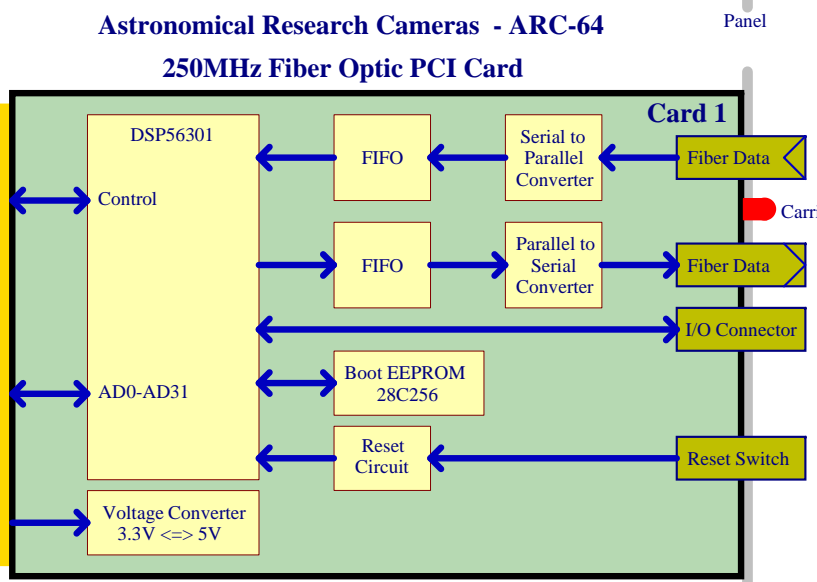 Astronomical Research Cameras - ARC-64
Panel
250MHz Fiber Optic PCI Card
Card 1
DSP56301
FIFO
Serial to
Parallel
Converter
Fiber Data
Control
Carri
FIFO
Parallel to
Serial
Converter
Fiber Data
I/O Connector
AD0-AD31
Boot EEPROM
28C256
Reset
Circuit
Reset Switch
Voltage Converter
3.3V <=> 5V